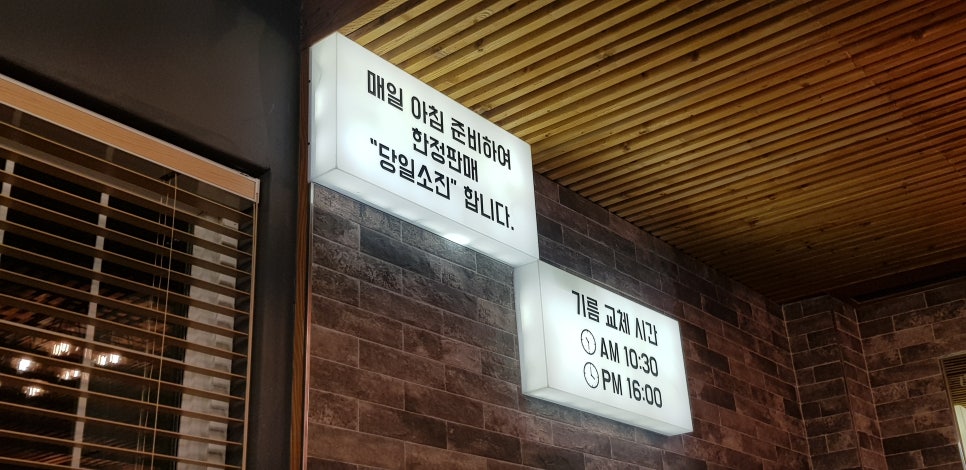 매일 아침 준비하여
한정판매
"당일소진" 합니다.
기름 교체 시간
AM 10:30
PM 16:00